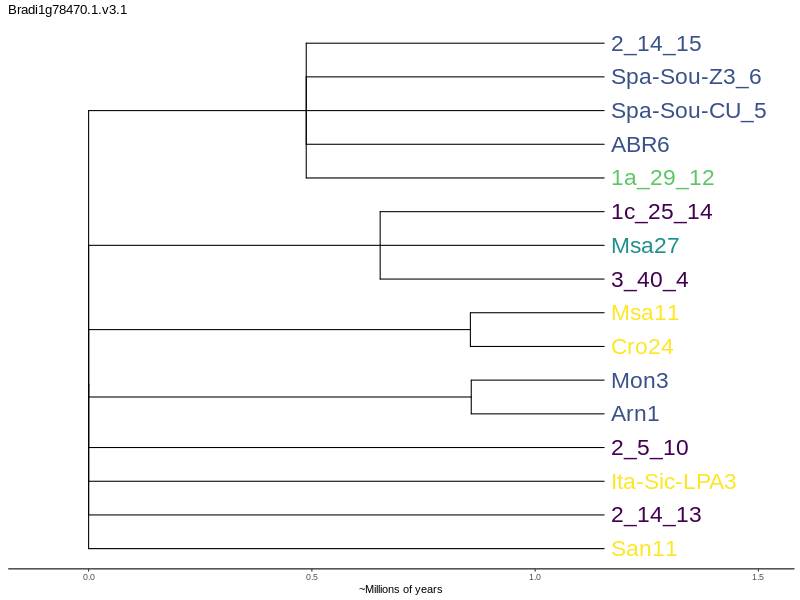 Bradi1g78470.1.v3.1
2_14_15
Spa-Sou-Z3_6
Spa-Sou-CU_5
ABR6
1a_29_12
1c_25_14
Msa27
3_40_4
Msa11
Cro24
Mon3
Arn1
2_5_10
Ita-Sic-LPA3
2_14_13
San11
0.0 0.5 1.0 1.5
~Millions of years